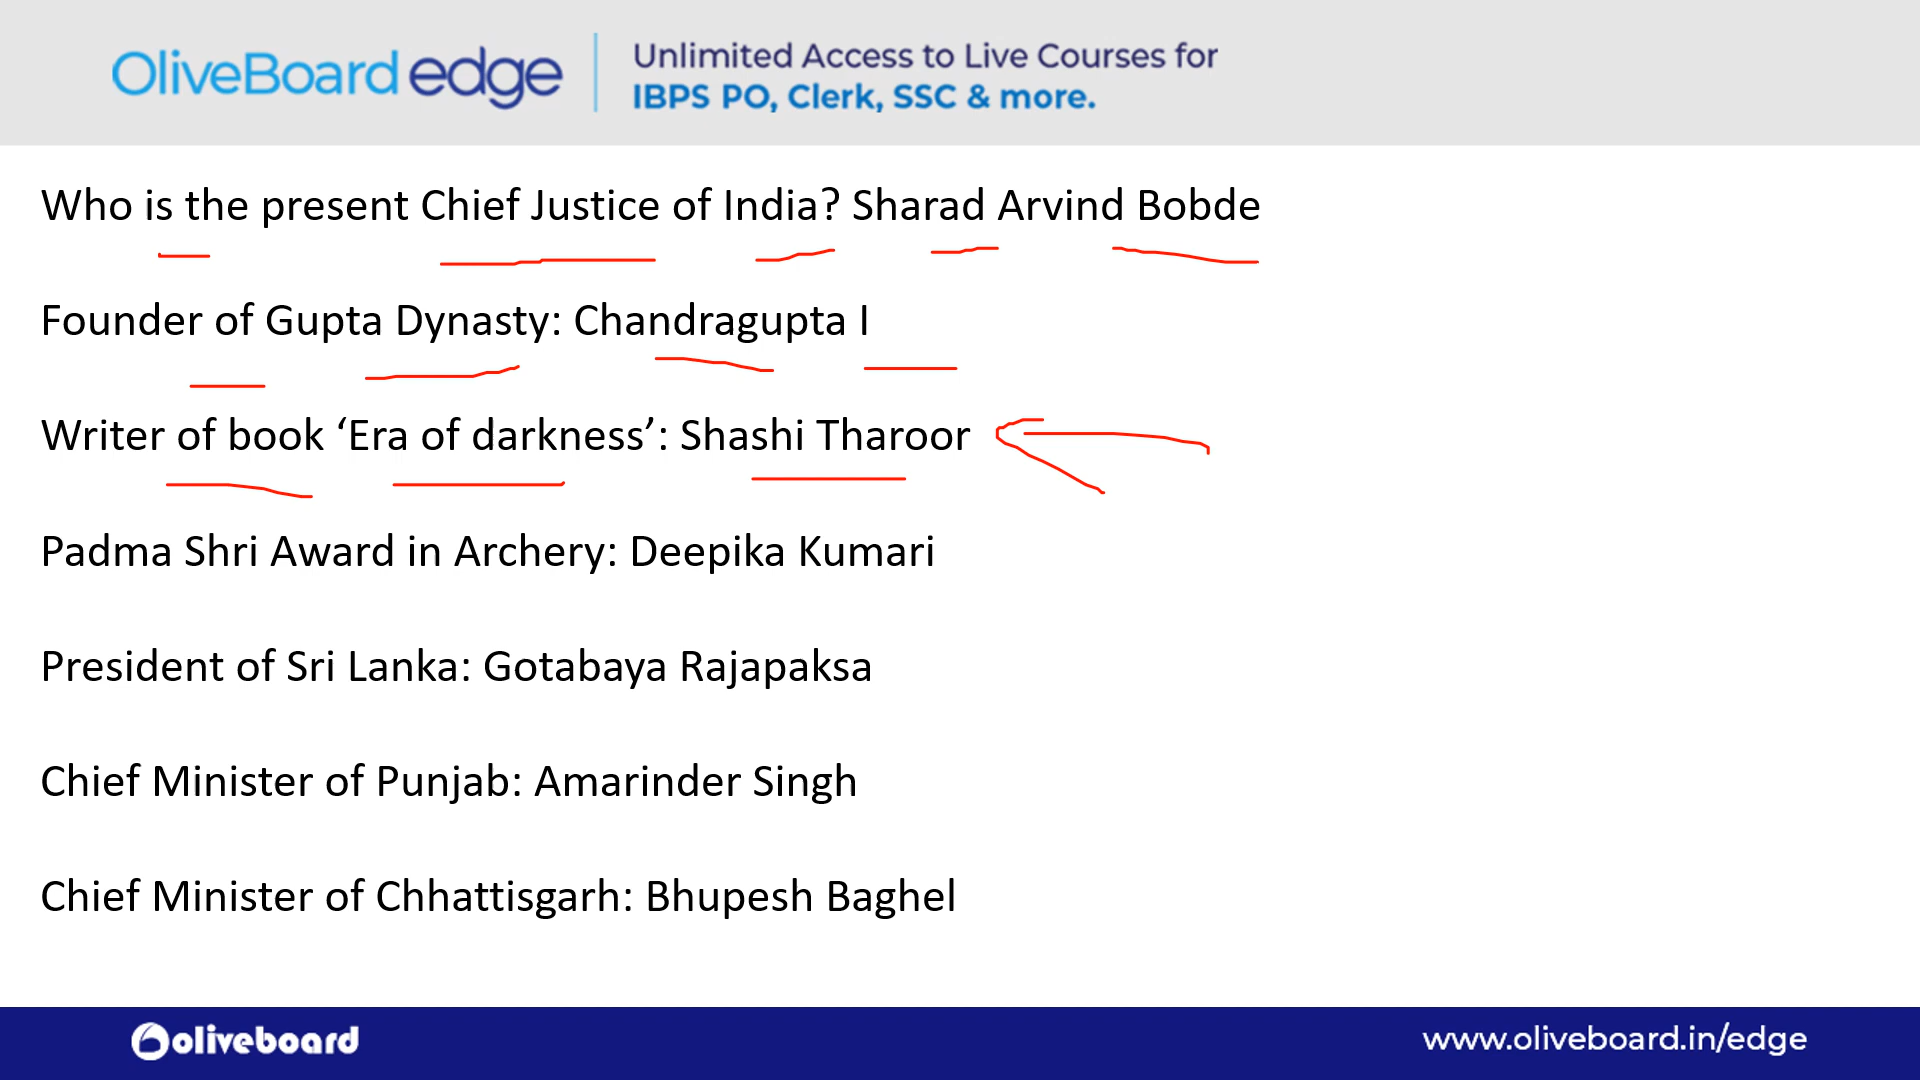 OliveBoard edge
Unlimited Access to Live Courses for
IBPS PO, Clerk, SSC & more.
Who is the present Chief Justice of India? Sharad Arvind Bobde
Founder of Gupta Dynasty: Chandragupta I
Writer of book ‘Era of darkness’: Shashi Tharoor
Padma Shri Award in Archery: Deepika Kumari
President of Sri Lanka: Gotabaya Rajapaksa
Chief Minister of Punjab: Amarinder Singh
Chief Minister of Chhattisgarh: Bhupesh Baghel
oliveboard
www.oliveboard.in/edge